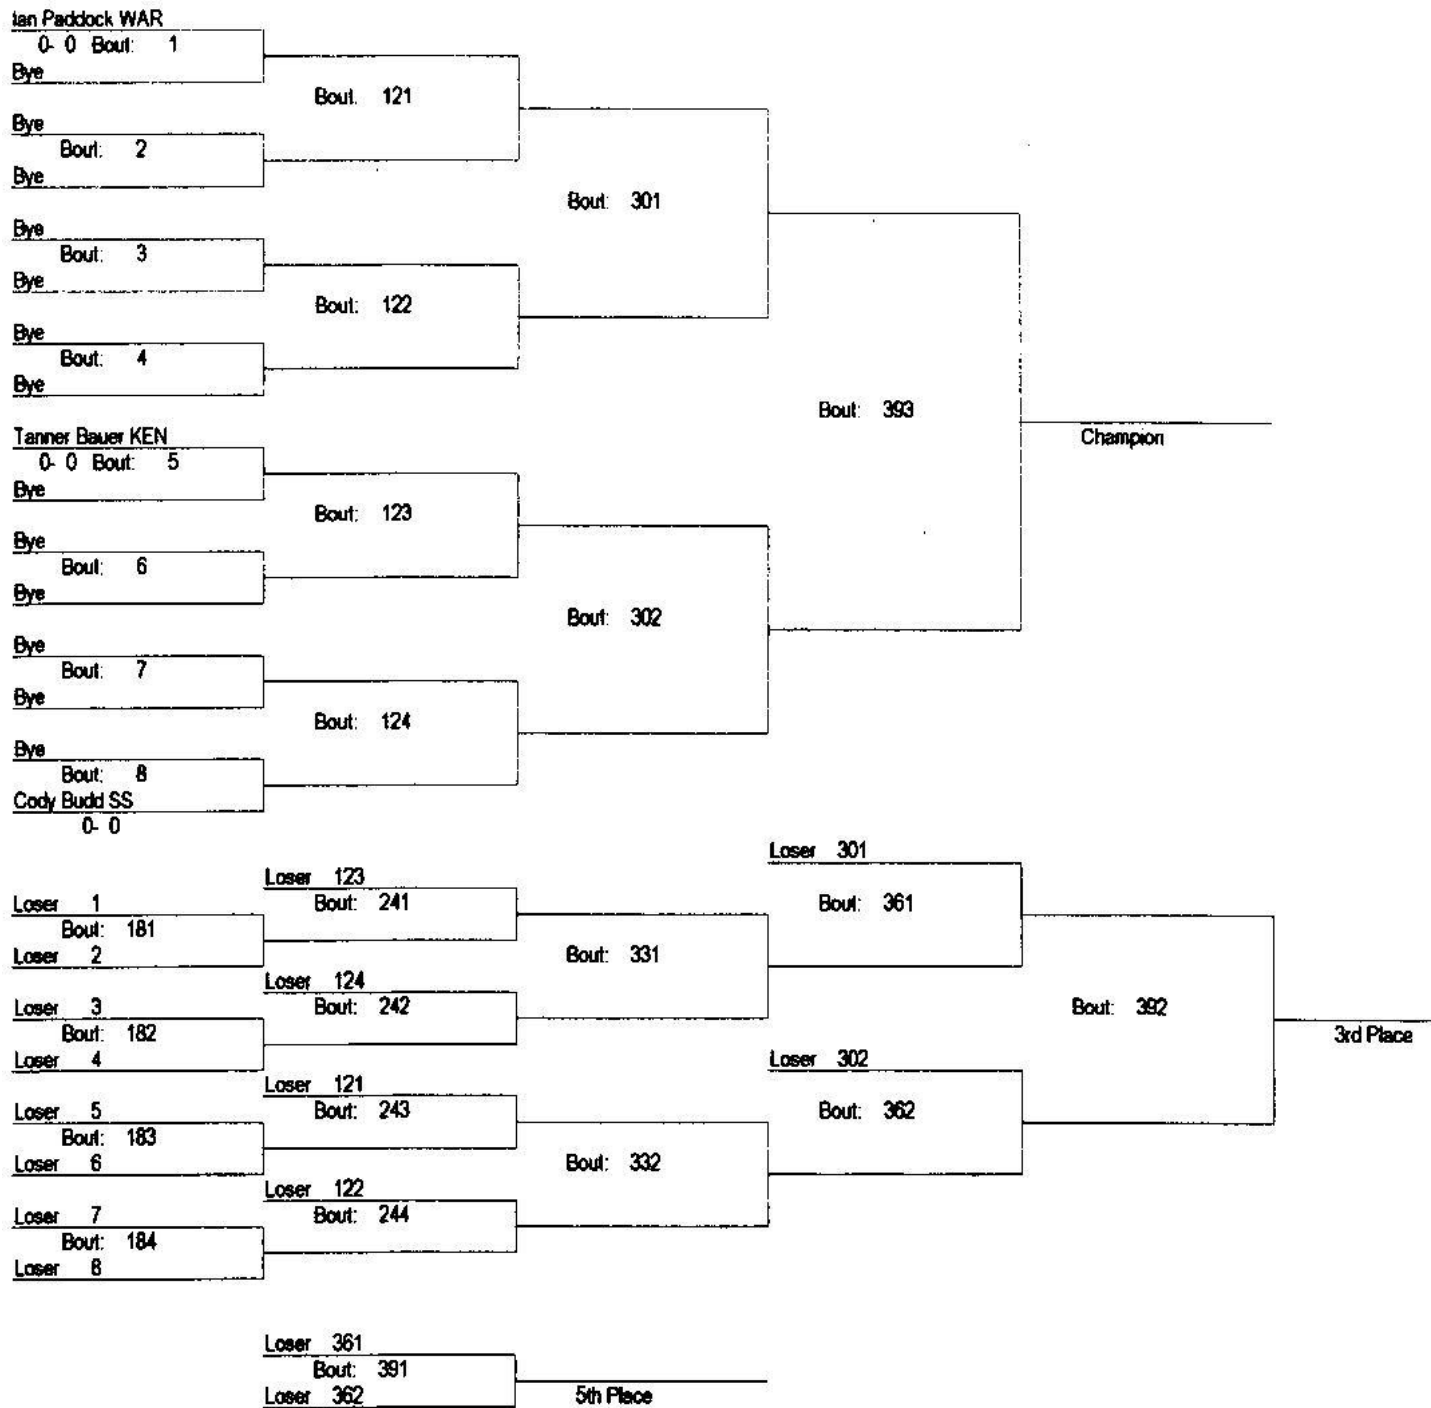 Ian Paddock WAR
0- 0 Bout: 1
Bye
Bout. 121
Bye
Bout: 2
Bye
Bout: 301
Bye
Bout: 3
Bye
Bout: 122
Bye
Bout: 4
Bye
Bout: 393
Champion
Tanner Bauer KEN
0- 0 Bout: 5
Bye
Bout: 123
Bye
Bout: 6
Bye
Bout: 302
Bye
Bout: 7
Bye
Bout: 124
Bye
Bout: 8
Cody Budd SS
0- 0
Loser 301
Loser 123
Loser 1
Bout: 241
Bout: 361
Bout: 181
Loser 2
Bout: 331
Loser 124
Loser 3
Bout: 242
Bout: 392
Bout: 182
3rd Place
Loser 4
Loser 302
Loser 121
Loser 5
Bout: 243
Bout: 362
Bout: 183
Loser 6
Bout: 332
Loser 122
Loser 7
Bout: 244
Bout: 184
Loser 8
Loser 361
Bout: 391
Loser 362
5th Place